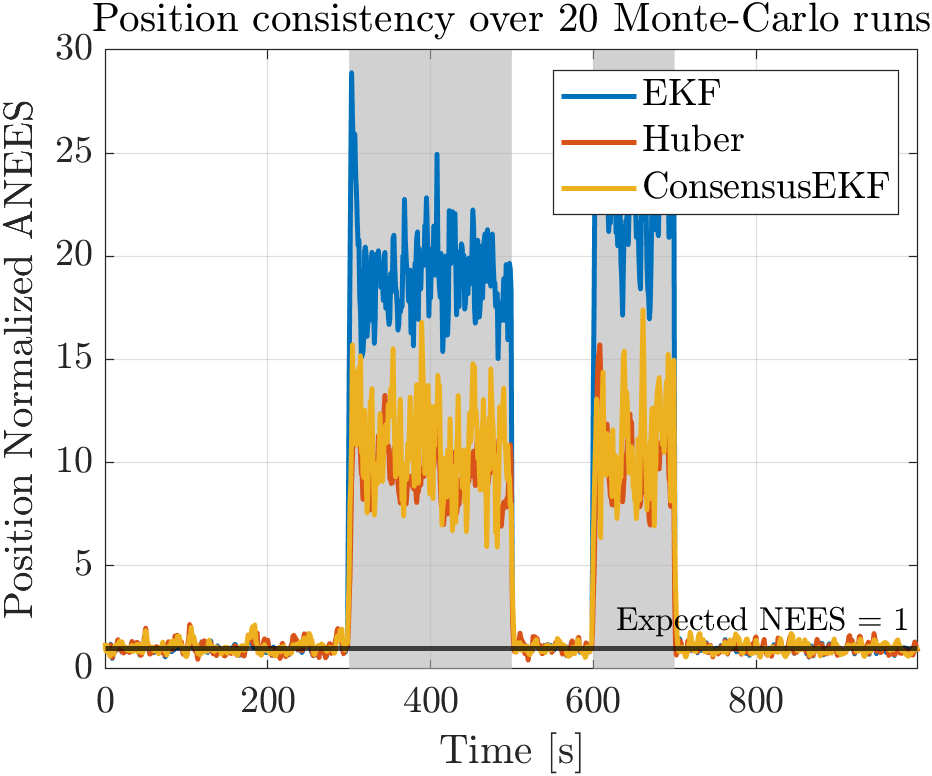 Position consistency over 20 Monte-Carlo runs
Position Normalized ANEES
30
25
20
15
10
5
0
EKF
Huber
ConsensusEKF
Expected NEES = 1
0 200 400 600 800
Time [s]